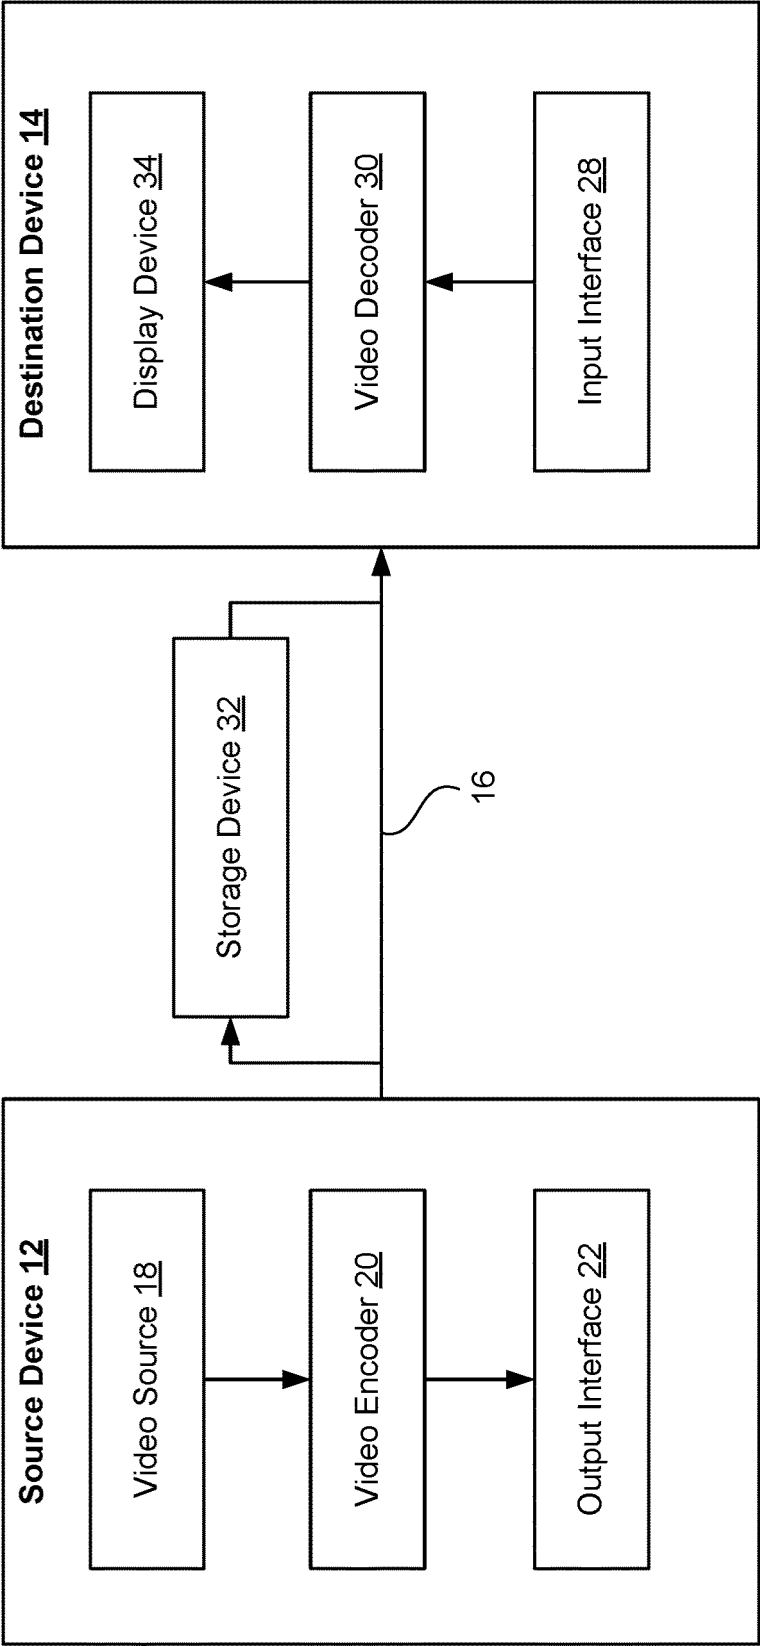 Source Device 12
Video Source 18
Video Encoder 20
Output Interface 22
Storage Device 32
16
Destination Device 14
Display Device 34
Video Decoder 30
Input Interface 28